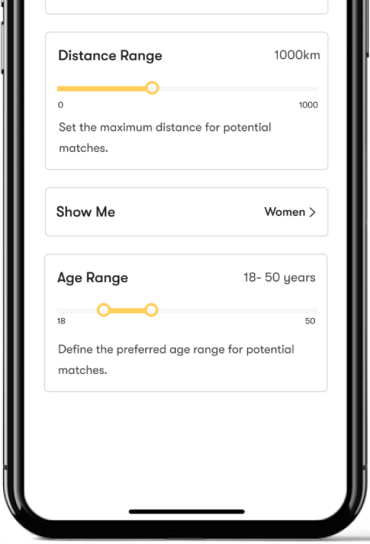 Distance Range 1000km
0 1000
Set the maximum distance for potential
matches.
Show Me Women >
Age Range 18- 50 years
18 50
Define the preferred age range for potential
matches.